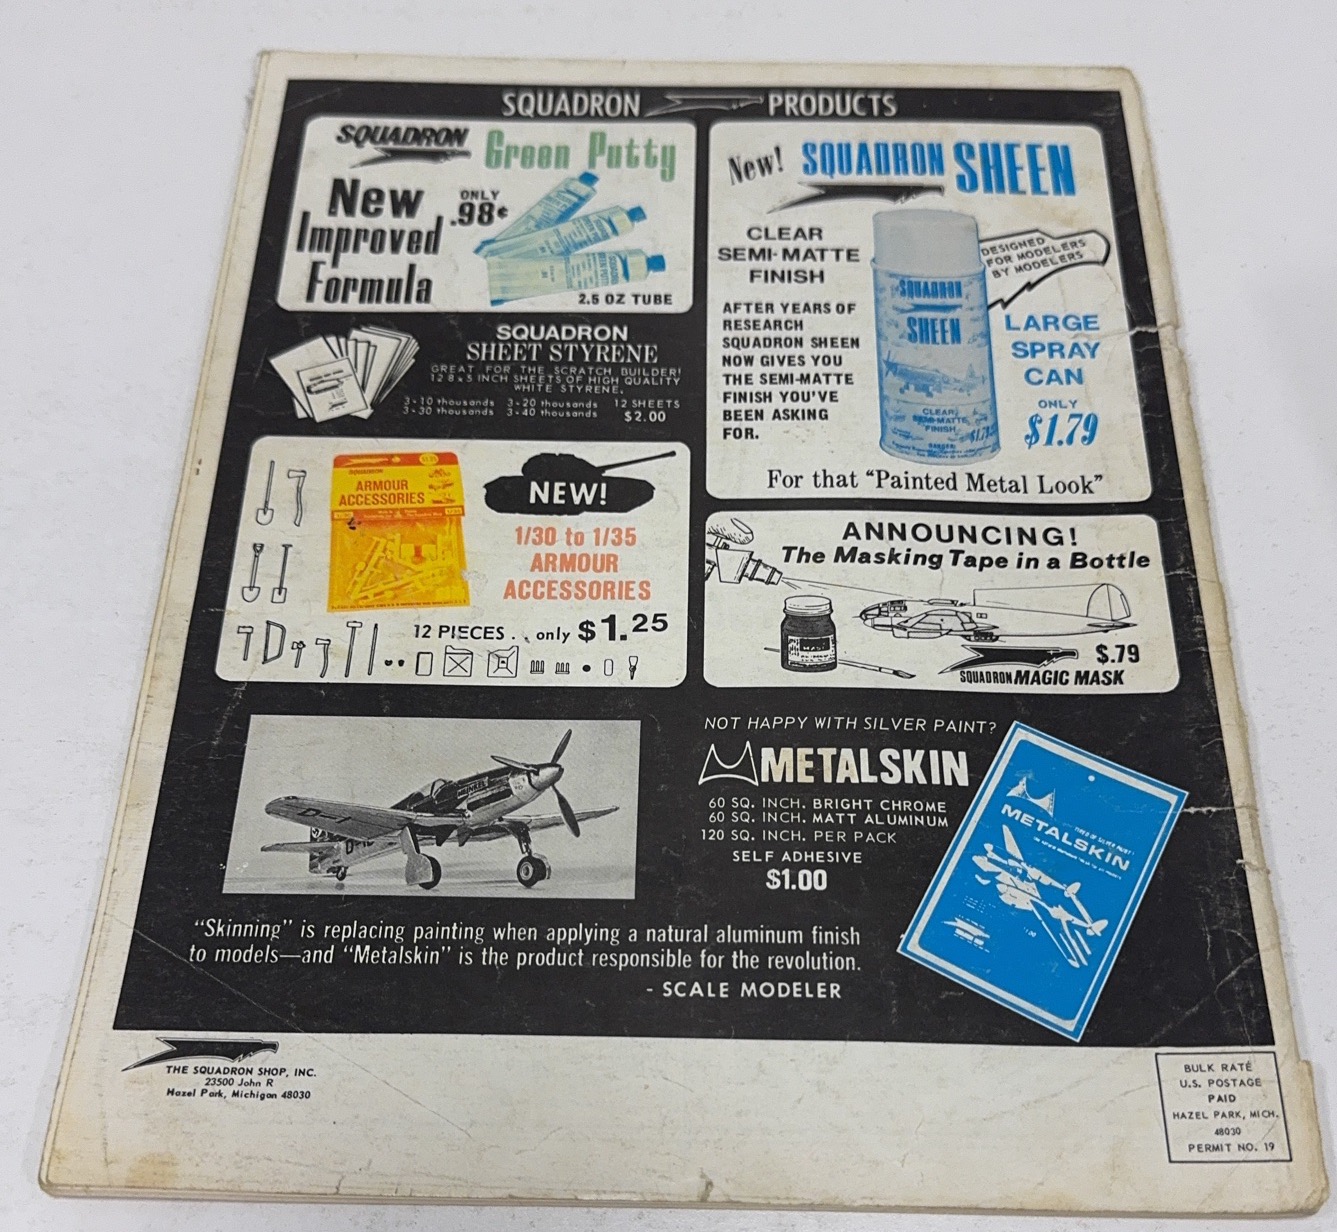 SQUADRON PRODUCTS
SQUADRON
Green Putty
New
Improved
Formula
ONLY
.98¢
2.5 OZ TUBE
New! SQUADRON SHEEN
CLEAR
SEMI-MATTE
FINISH
AFTER YEARS OF
RESEARCH
SQUADRON SHEEN
NOW GIVES YOU
THE SEMI-MATTE
FINISH YOU'VE
BEEN ASKING
FOR.
DESIGNED
FOR MODELERS
BY MODELERS
SQUADRON
SHEEN
CLEAR
SEMI-MATTE
FINISH
$1.79
LARGE
SPRAY
CAN
ONLY
$1.79
For that "Painted Metal Look"
SQUADRON
SHEET STYRENE
GREAT FOR THE SCRATCH BUILDER!
12 8 x 5 INCH SHEETS OF HIGH QUALITY
WHITE STYRENE.
3-10 thousands 3-20 thousands 12 SHEETS
3-30 thousands 3-40 thousands $2.00
SQUADRON
ARMOUR
ACCESSORIES
NEW!
1/30 to 1/35
ARMOUR
ACCESSORIES
12 PIECES . . only $1.25
ANNOUNCING!
The Masking Tape in a Bottle
$.79
SQUADRON MAGIC MASK
NOT HAPPY WITH SILVER PAINT?
METALSKIN
60 SQ. INCH. BRIGHT CHROME
60 SQ. INCH. MATT ALUMINUM
120 SQ. INCH. PER PACK
SELF ADHESIVE
$1.00
METALSKIN
"Skinning" is replacing painting when applying a natural aluminum finish
to models—and "Metalskin" is the product responsible for the revolution.
- SCALE MODELER
THE SQUADRON SHOP, INC.
23500 John R
Hazel Park, Michigan 48030
BULK RATE
U.S. POSTAGE
PAID
HAZEL PARK, MICH.
48030
PERMIT NO. 19